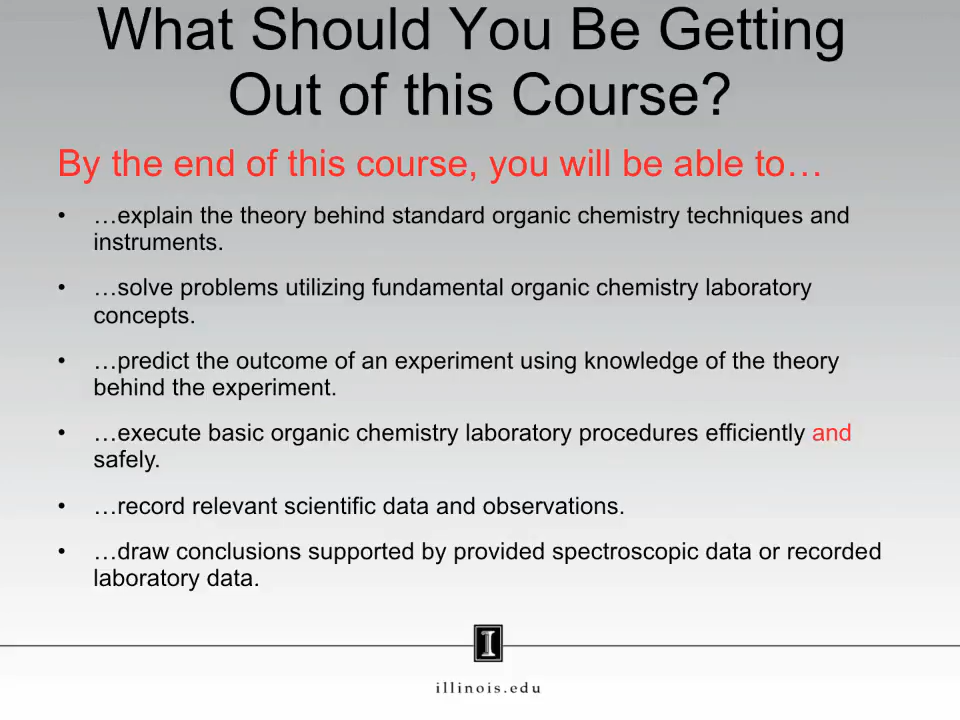 What Should You Be Getting
Out of this Course?
By the end of this course, you will be able to…
• …explain the theory behind standard organic chemistry techniques and
instruments.
• …solve problems utilizing fundamental organic chemistry laboratory
concepts.
• …predict the outcome of an experiment using knowledge of the theory
behind the experiment.
• …execute basic organic chemistry laboratory procedures efficiently and
safely.
• …record relevant scientific data and observations.
• …draw conclusions supported by provided spectroscopic data or recorded
laboratory data.
I
illinois.edu